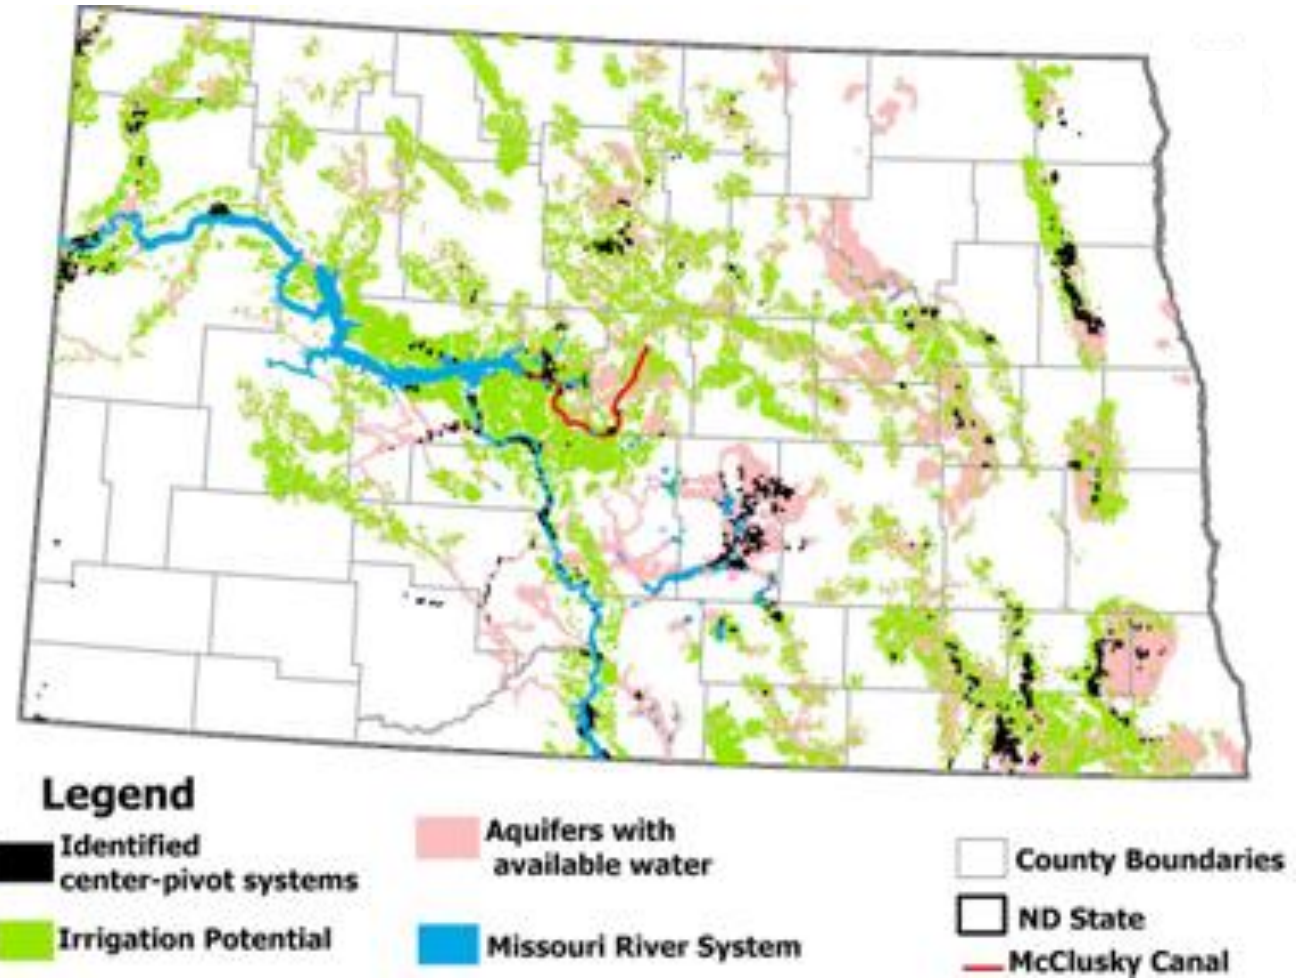 Legend
Identified
center-pivot systems
Irrigation Potential
Aquifers with
available water
Missouri River System
County Boundaries
ND State
McClusky Canal